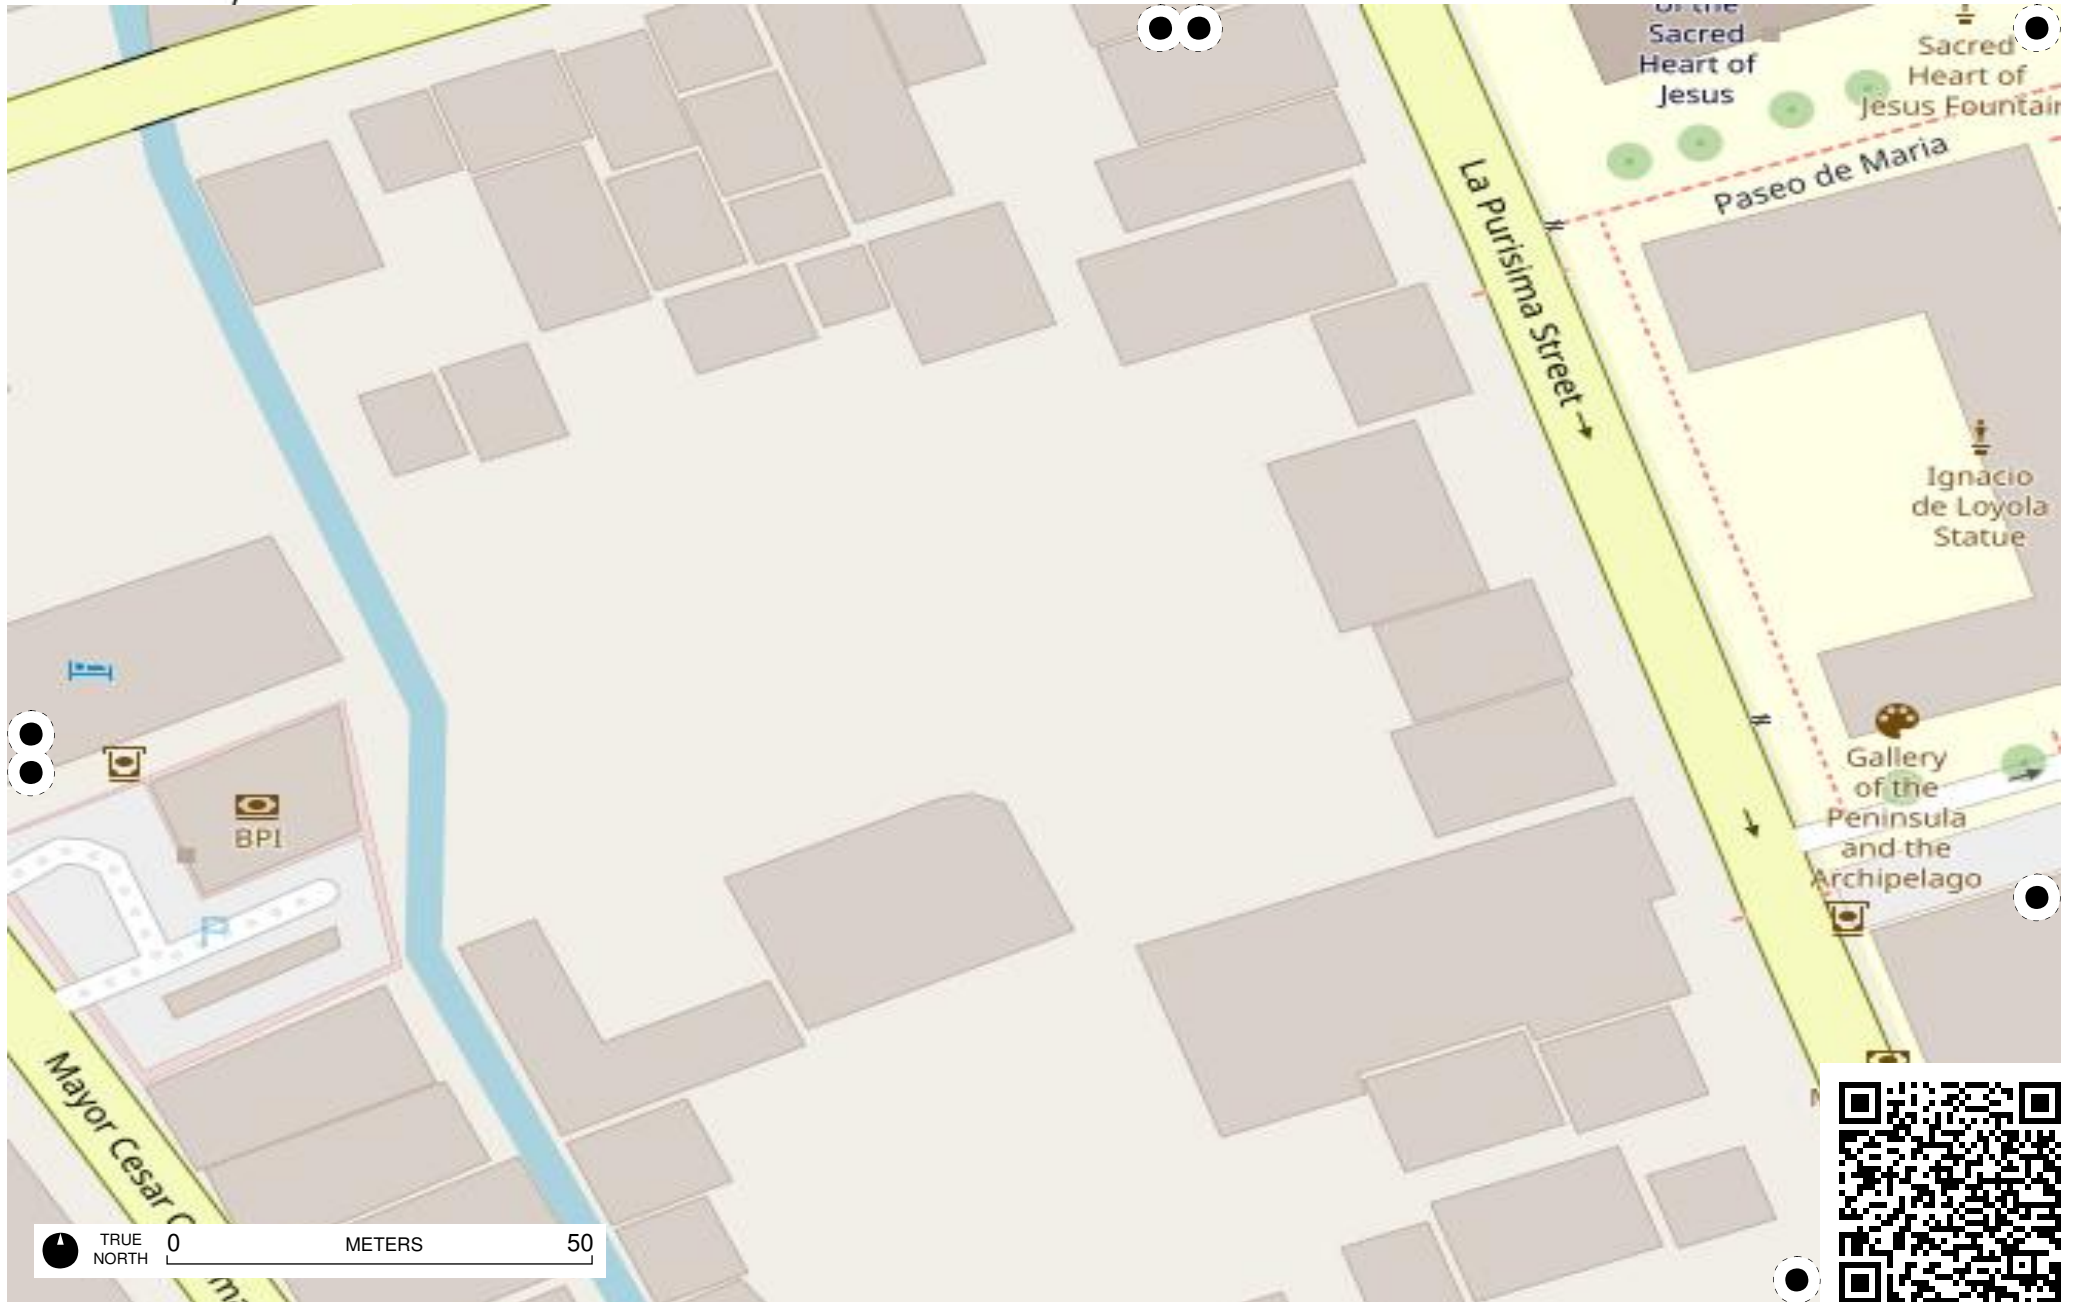 Sacred
Heart of
Jesus
Sacred
Heart of
Jesus Fountain
Paseo de Maria
La Purisima Street
Ignacio
de Loyola
Statue
BPI
P
Gallery
of the
Peninsula
and the
Archipelago
Mayor Cesar
TRUE
NORTH
0 METERS 50